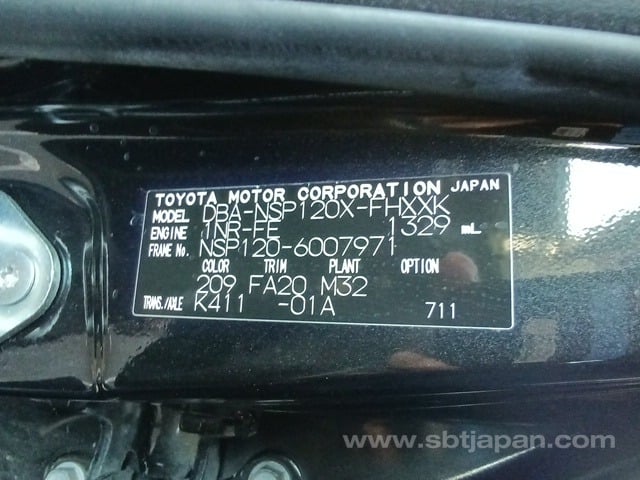 TOYOTA MOTOR CORPORATION JAPAN
MODEL DBA-NSP120X-FHXXK
ENGINE 1NR-FE 1329 mL
FRAME No. NSP120-6007971
COLOR TRIM PLANT OPTION
209 FA20 M32
TRANS./AXLE K411 -01A 711
www.sbtjapan.com